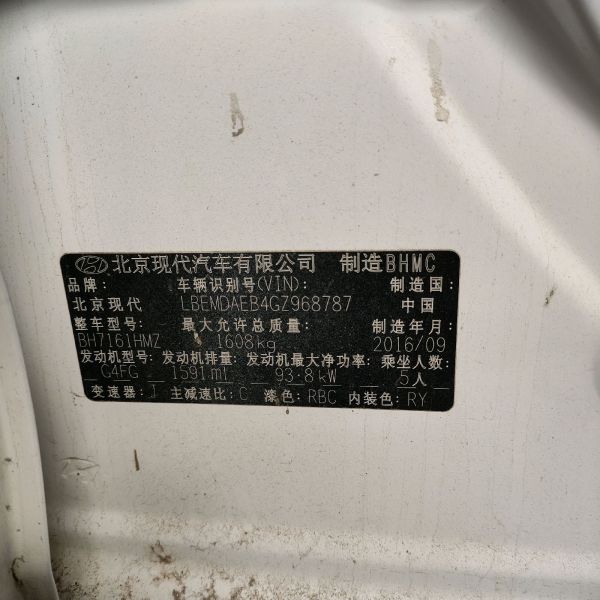 北京现代汽车有限公司 制造BHMC
品牌: 车辆识别号(VIN): 制造国:
北京现代 LBEMDAEB4GZ968787 中国
整车型号: 最大允许总质量: 制造年月:
BH7161HMZ 1608kg 2016/09
发动机型号: 发动机排量: 发动机最大净功率: 乘坐人数:
G4FG 1591mL 93.8kW 5人
变速器: J 主减速比: C 漆色: RBC 内装色: RY